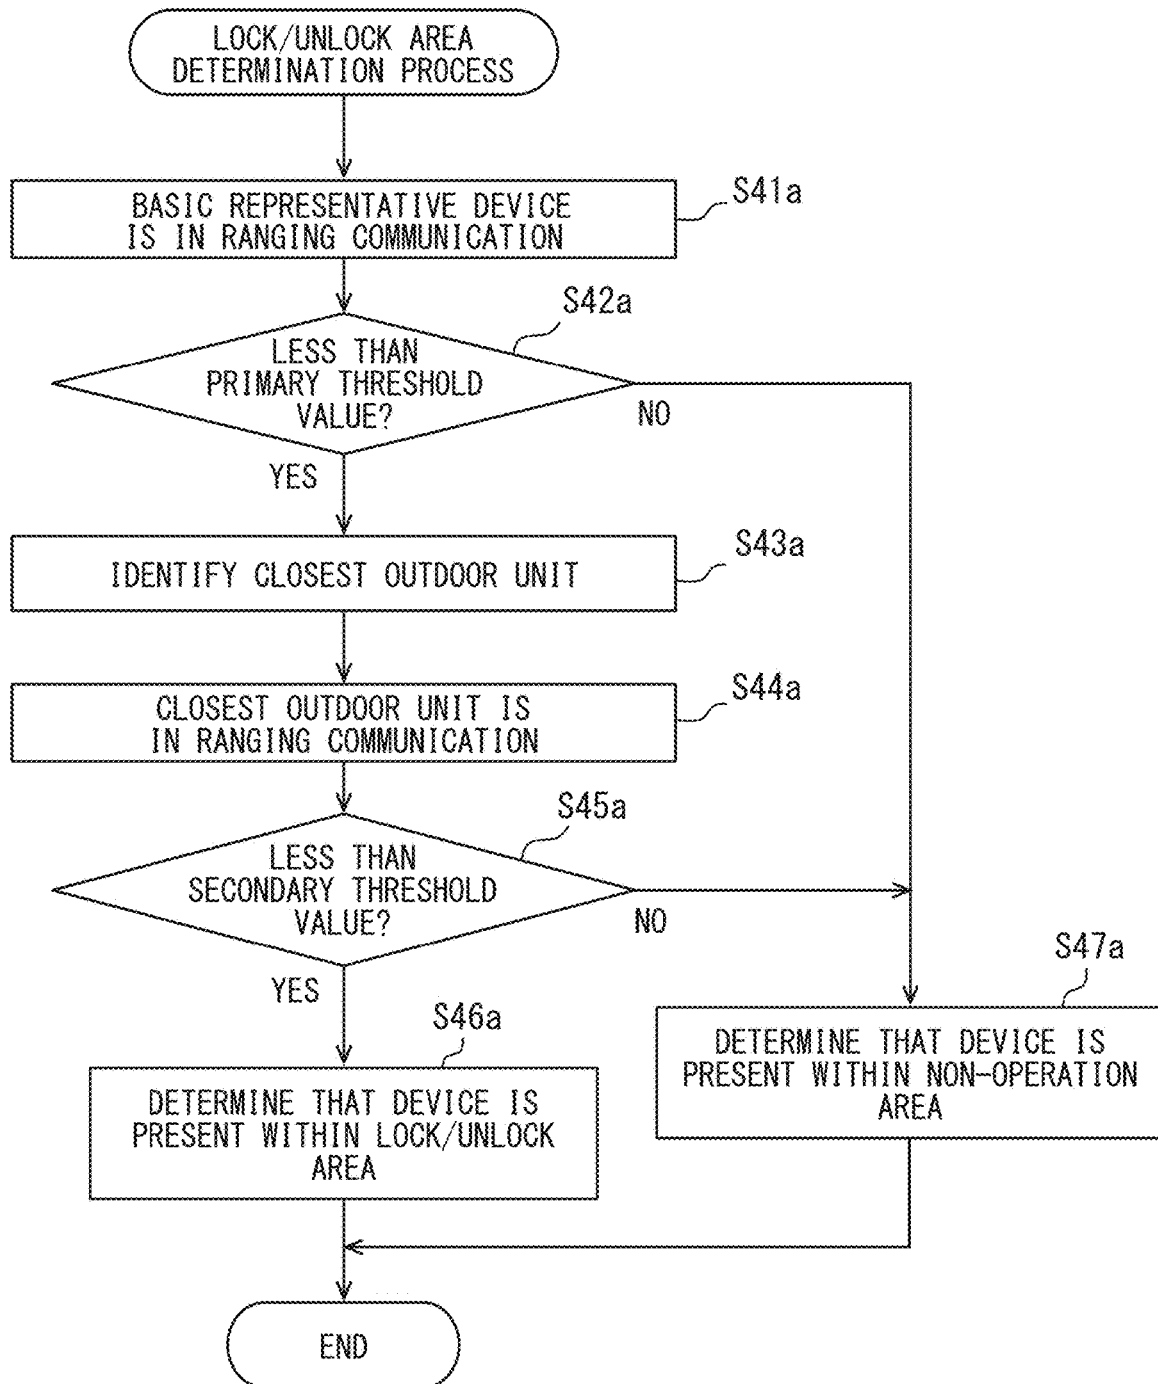 LOCK/UNLOCK AREA
DETERMINATION PROCESS
BASIC REPRESENTATIVE DEVICE
IS IN RANGING COMMUNICATION
S41a
S42a
LESS THAN
PRIMARY THRESHOLD
VALUE?
NO
YES
IDENTIFY CLOSEST OUTDOOR UNIT
S43a
CLOSEST OUTDOOR UNIT IS
IN RANGING COMMUNICATION
S44a
S45a
LESS THAN
SECONDARY THRESHOLD
VALUE?
NO
YES
S46a
DETERMINE THAT DEVICE IS
PRESENT WITHIN LOCK/UNLOCK
AREA
S47a
DETERMINE THAT DEVICE IS
PRESENT WITHIN NON-OPERATION
AREA
END